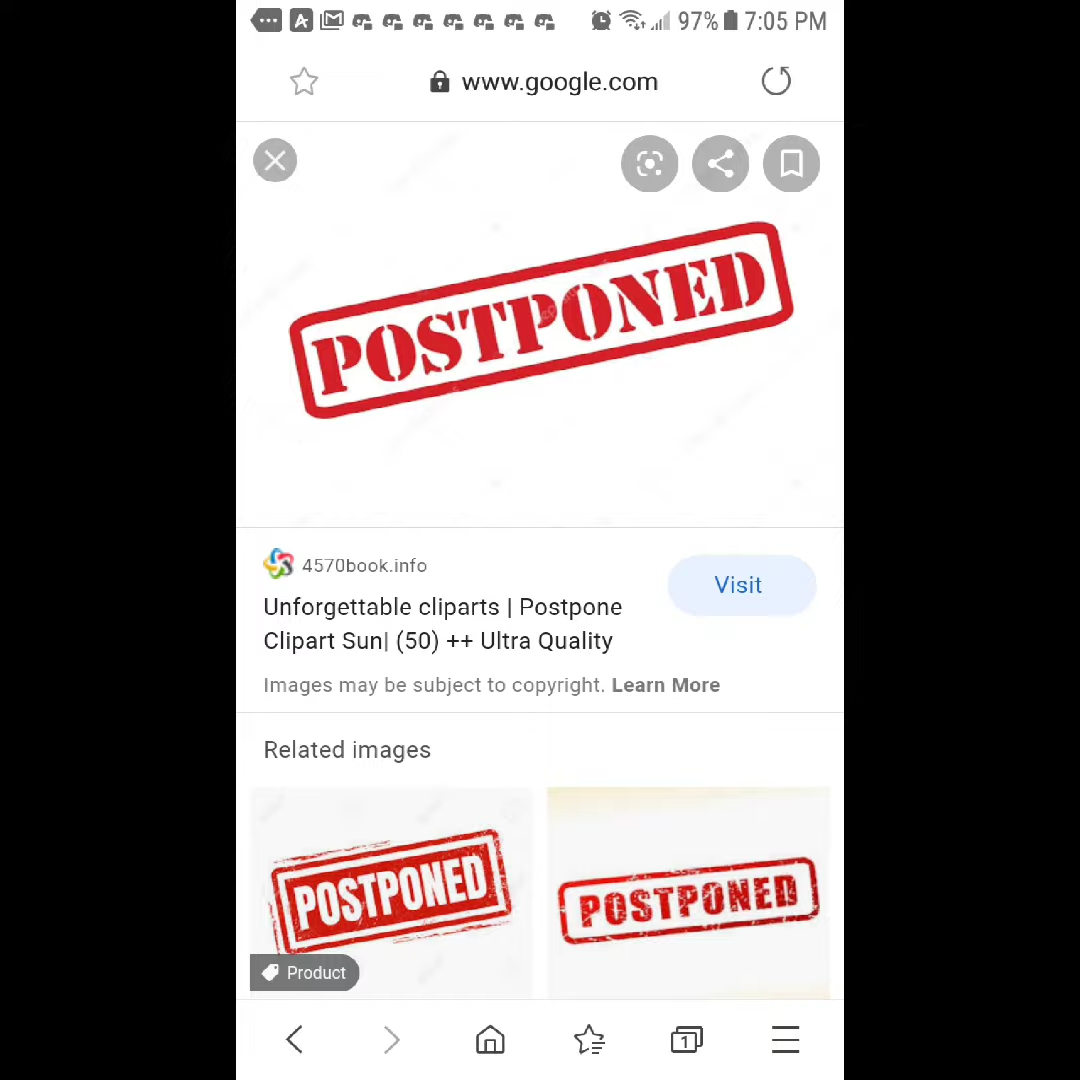 97% 7:05 PM
www.google.com
POSTPONED
4570book.info
Visit
Unforgettable cliparts | Postpone
Clipart Sun| (50) ++ Ultra Quality
Images may be subject to copyright. Learn More
Related images
POSTPONED
POSTPONED
Product
1